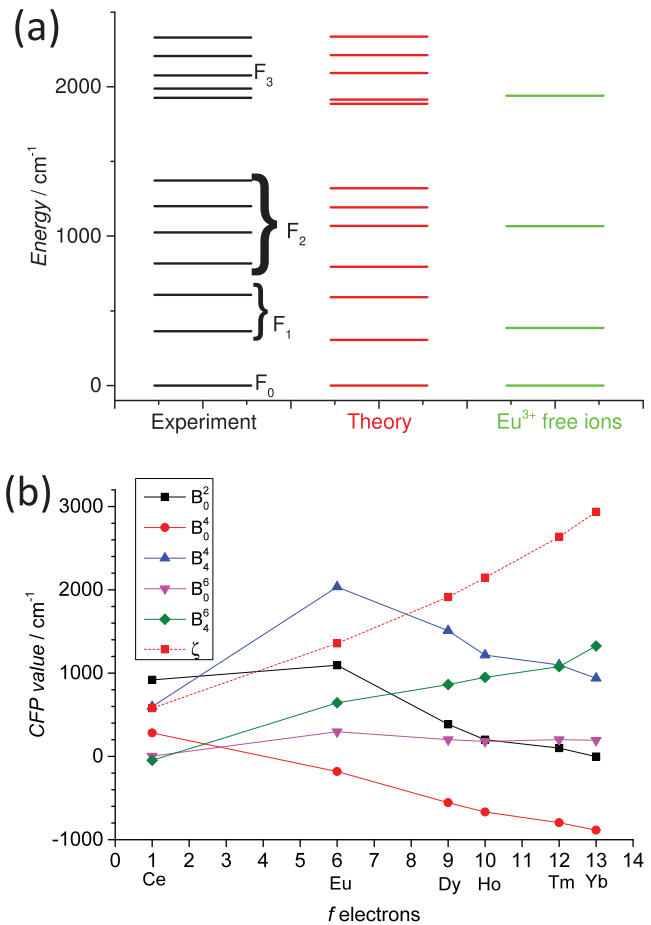 (a)
2000
1000
0
Energy / cm⁻¹
F₃
F₂
F₁
F₀
Experiment Theory Eu³⁺ free ions
(b)
B²₀
B⁴₀
B⁴₄
B⁶₀
B⁶₄
ζ
3000
2000
1000
0
-1000
CFP value / cm⁻¹
0 1 2 3 4 5 6 7 8 9 10 11 12 13 14
Ce Eu Dy Ho Tm Yb
f electrons